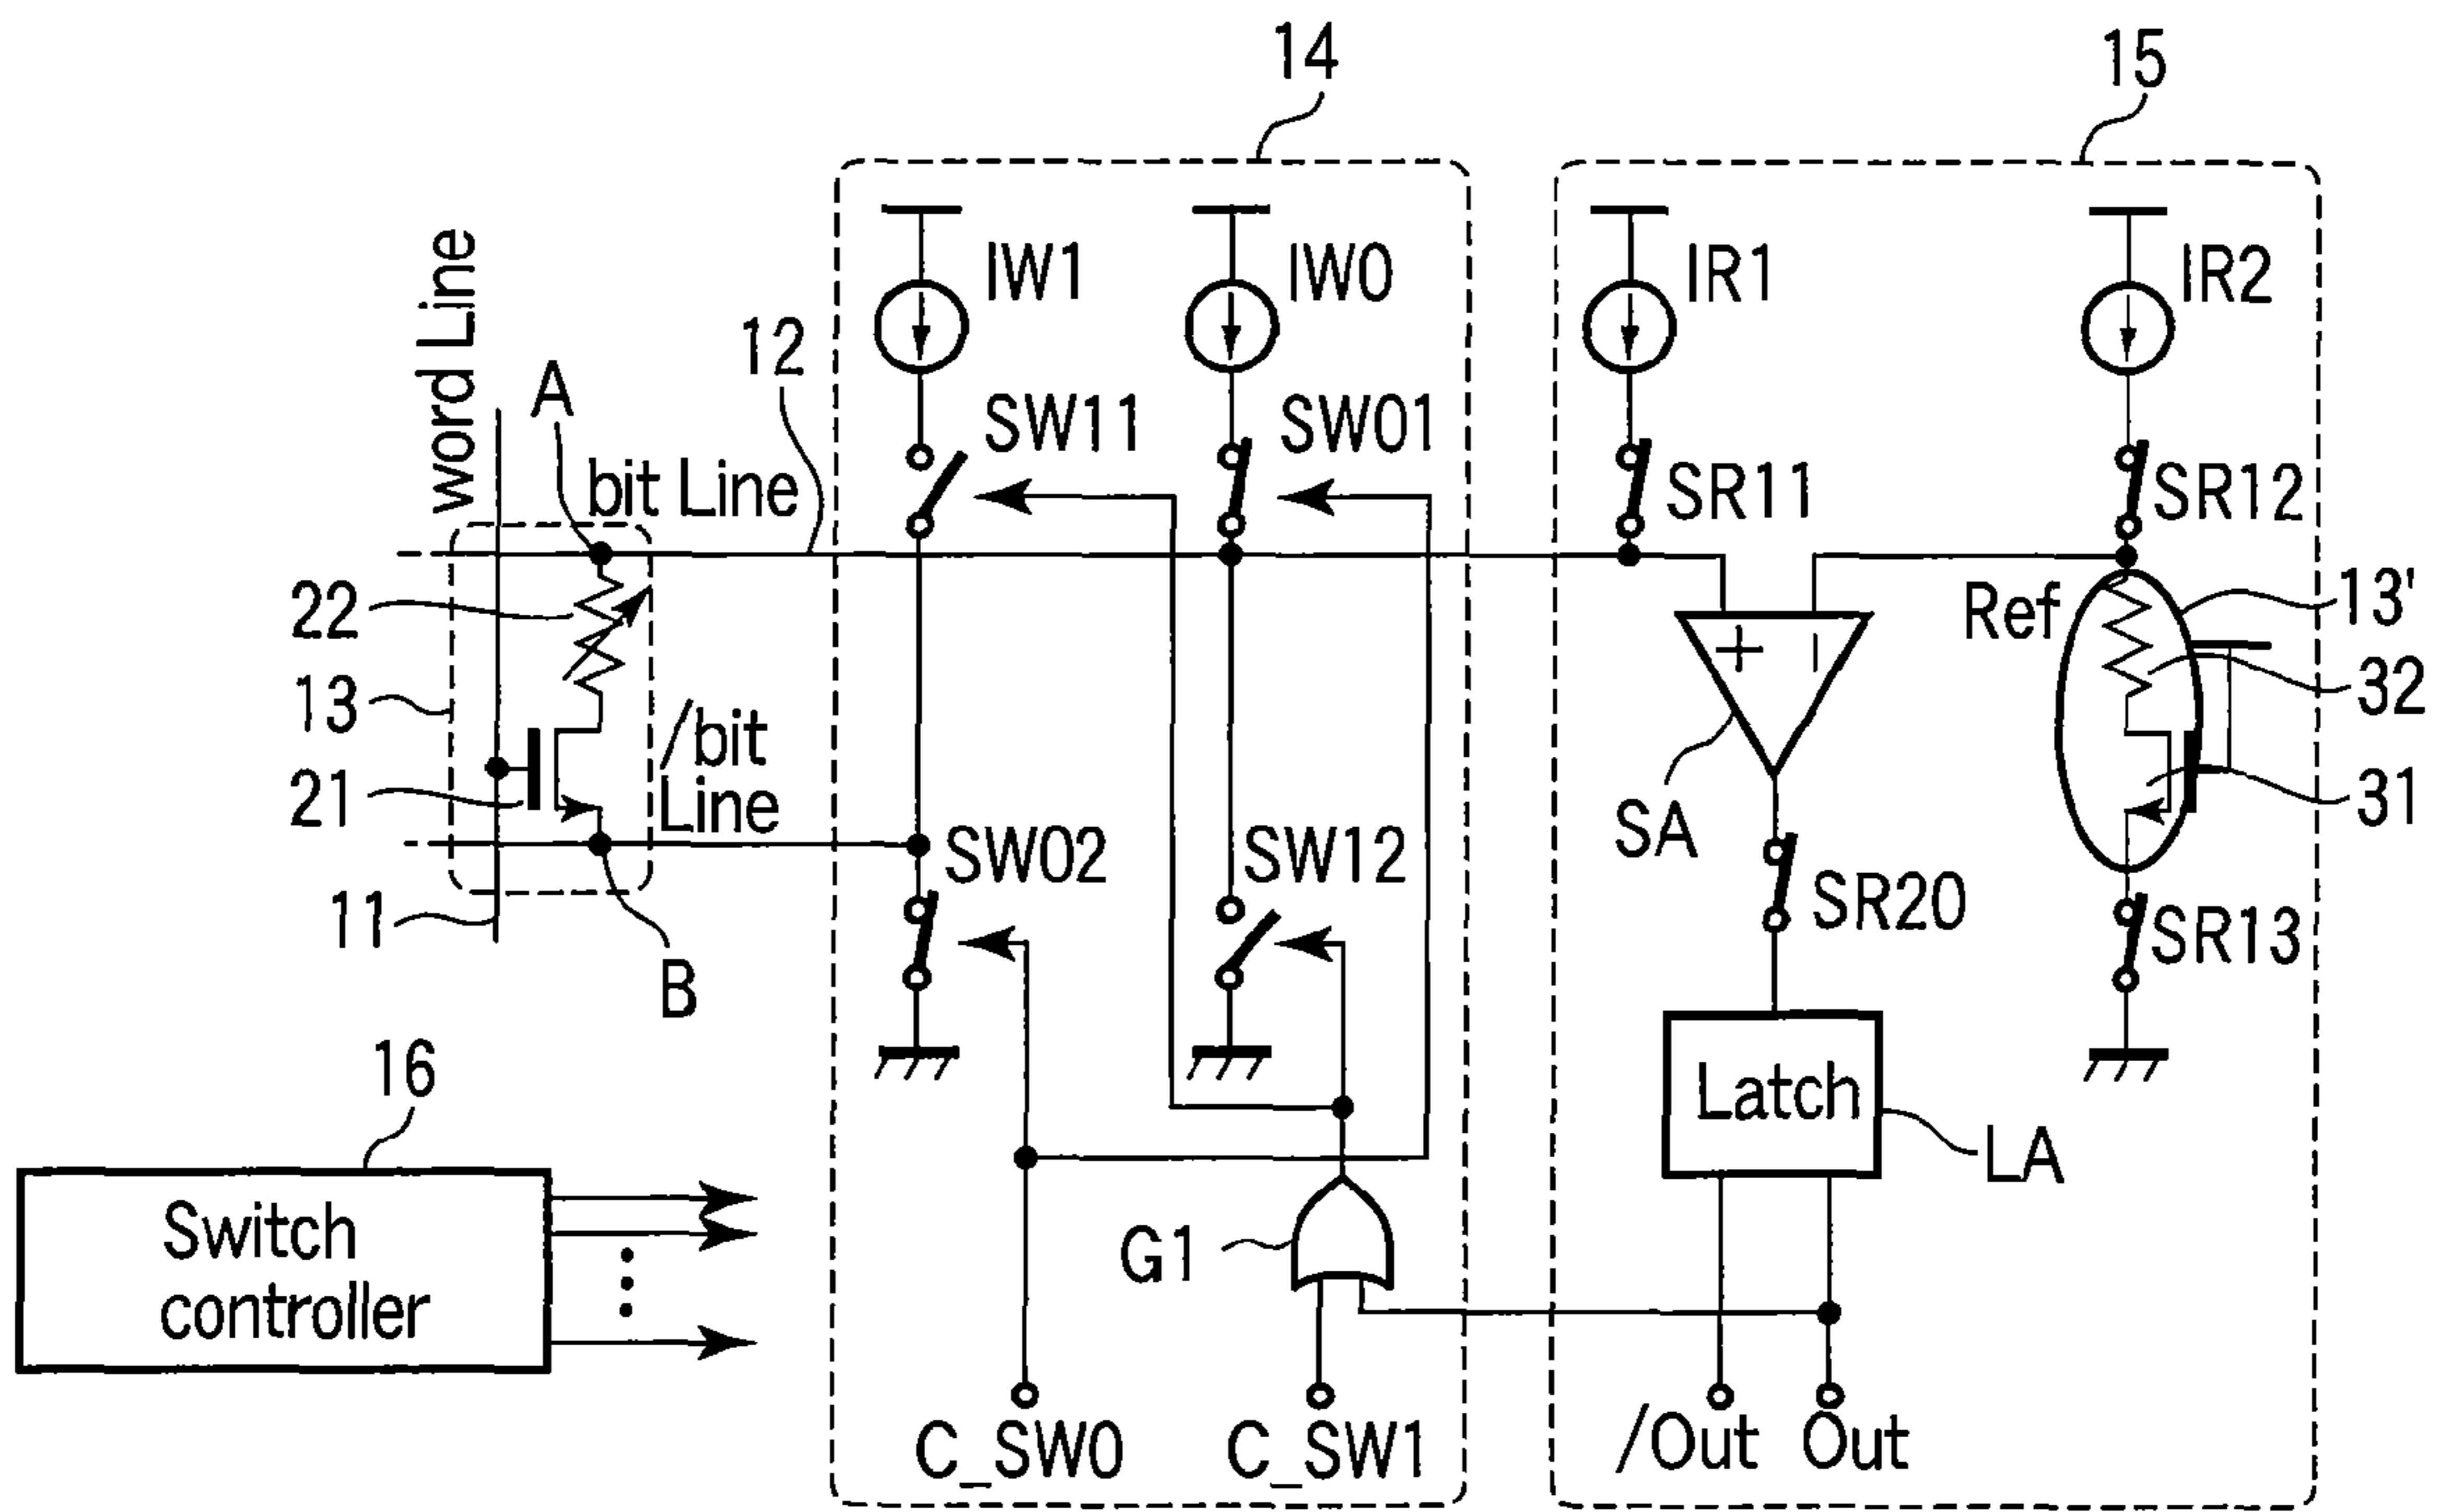 14
15
word Line
IW1
IW0
IR1
IR2
12
A
SW11
SW01
bit Line
SR11
SR12
22
Ref
13'
+
−
13
32
/bit
Line
21
31
SA
SW02
SW12
SR20
SR13
11
B
16
Latch
LA
Switch
controller
G1
C_SW0
C_SW1
/Out
Out